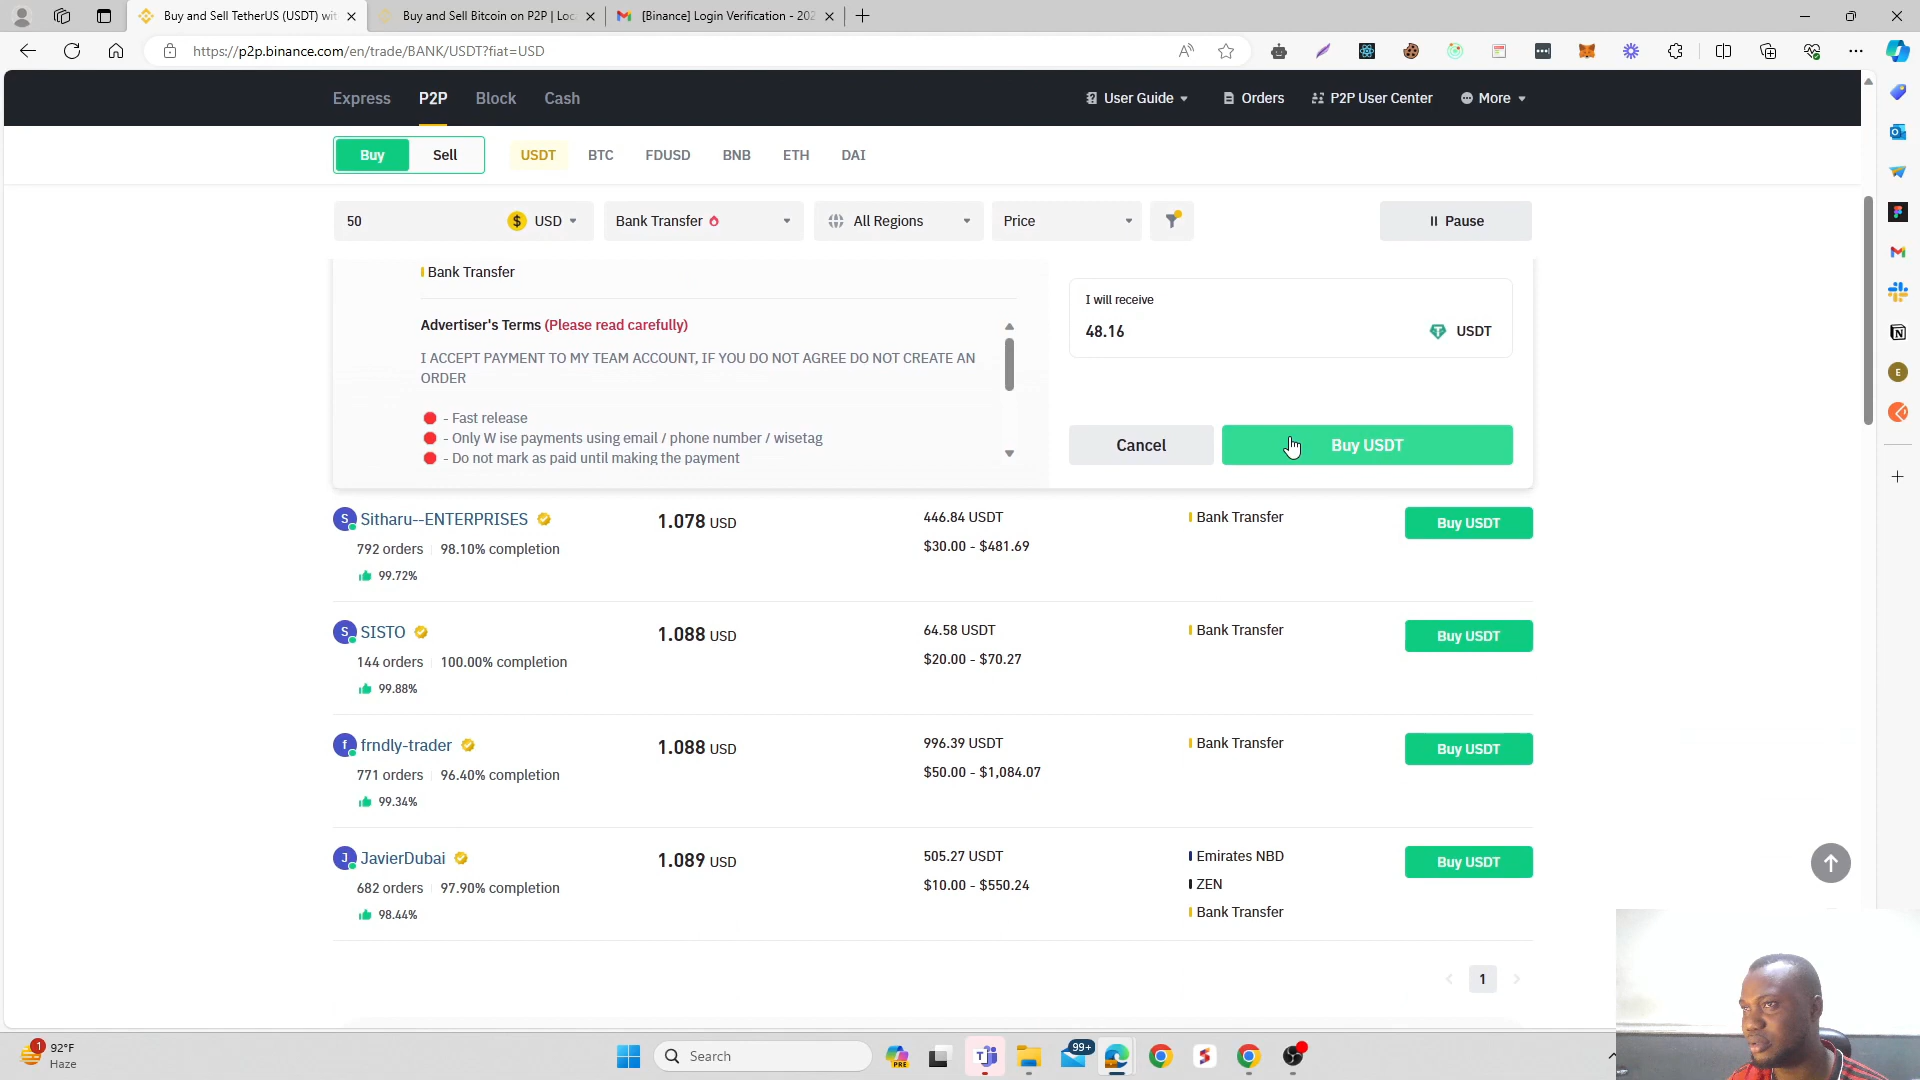 Buy and Sell TetherUS (USDT) wit
Buy and Sell Bitcoin on P2P | Loc
[Binance] Login Verification - 202
https://p2p.binance.com/en/trade/BANK/USDT?fiat=USD
Express P2P Block Cash
User Guide Orders P2P User Center More
Buy Sell USDT BTC FDUSD BNB ETH DAI
50 $ USD Bank Transfer All Regions Price Pause
Bank Transfer
I will receive
48.16 USDT
Advertiser's Terms (Please read carefully)
I ACCEPT PAYMENT TO MY TEAM ACCOUNT, IF YOU DO NOT AGREE DO NOT CREATE AN
ORDER
- Fast release
- Only W ise payments using email / phone number / wisetag
- Do not mark as paid until making the payment
Cancel Buy USDT
S Sitharu--ENTERPRISES 1.078 USD 446.84 USDT Bank Transfer Buy USDT
792 orders 98.10% completion $30.00 - $481.69
99.72%
S SISTO 1.088 USD 64.58 USDT Bank Transfer Buy USDT
144 orders 100.00% completion $20.00 - $70.27
99.88%
f frndly-trader 1.088 USD 996.39 USDT Bank Transfer Buy USDT
771 orders 96.40% completion $50.00 - $1,084.07
99.34%
J JavierDubai 1.089 USD 505.27 USDT Emirates NBD Buy USDT
682 orders 97.90% completion $10.00 - $550.24 ZEN
98.44% Bank Transfer
1
E
1 92°F
Haze
Search
PRE
99+